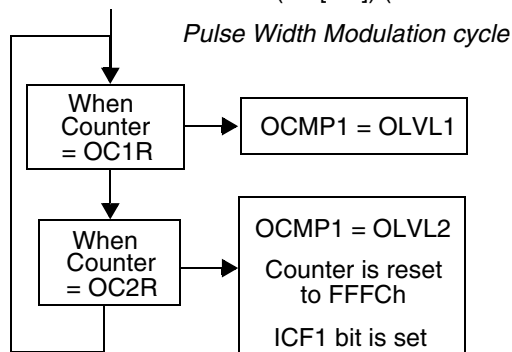 Pulse Width Modulation cycle
When
Counter
= OC1R
OCMP1 = OLVL1
When
Counter
= OC2R
OCMP1 = OLVL2
Counter is reset
to FFFCh
ICF1 bit is set